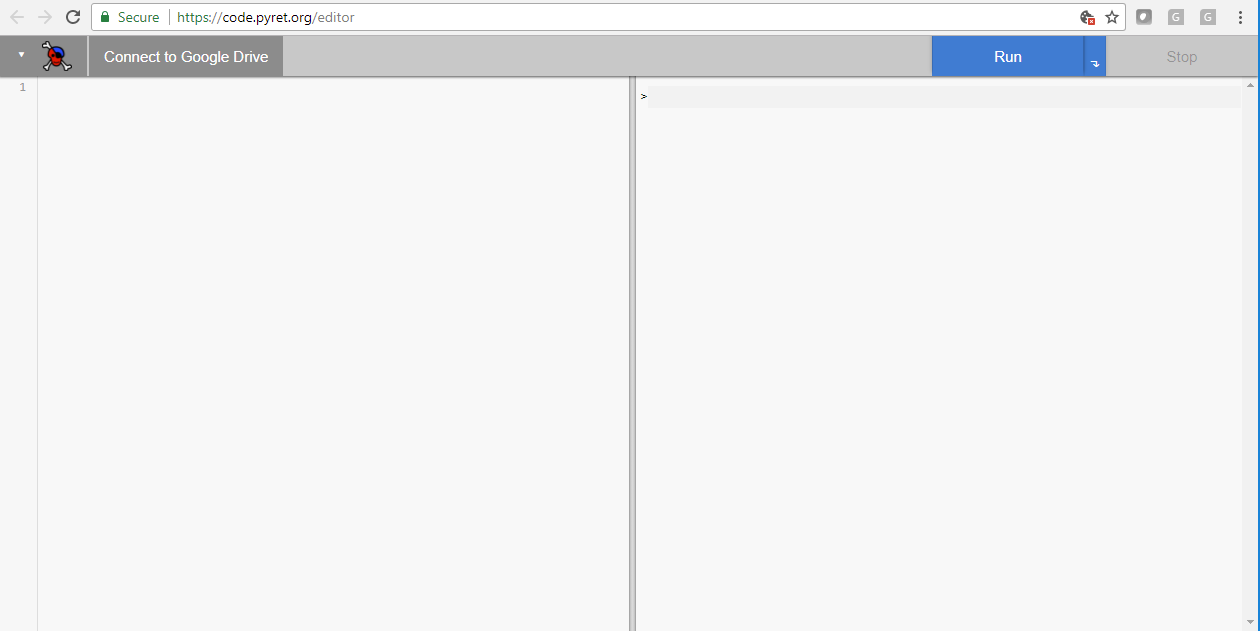 Secure https://code.pyret.org/editor G G
Connect to Google Drive Run Stop
1
>